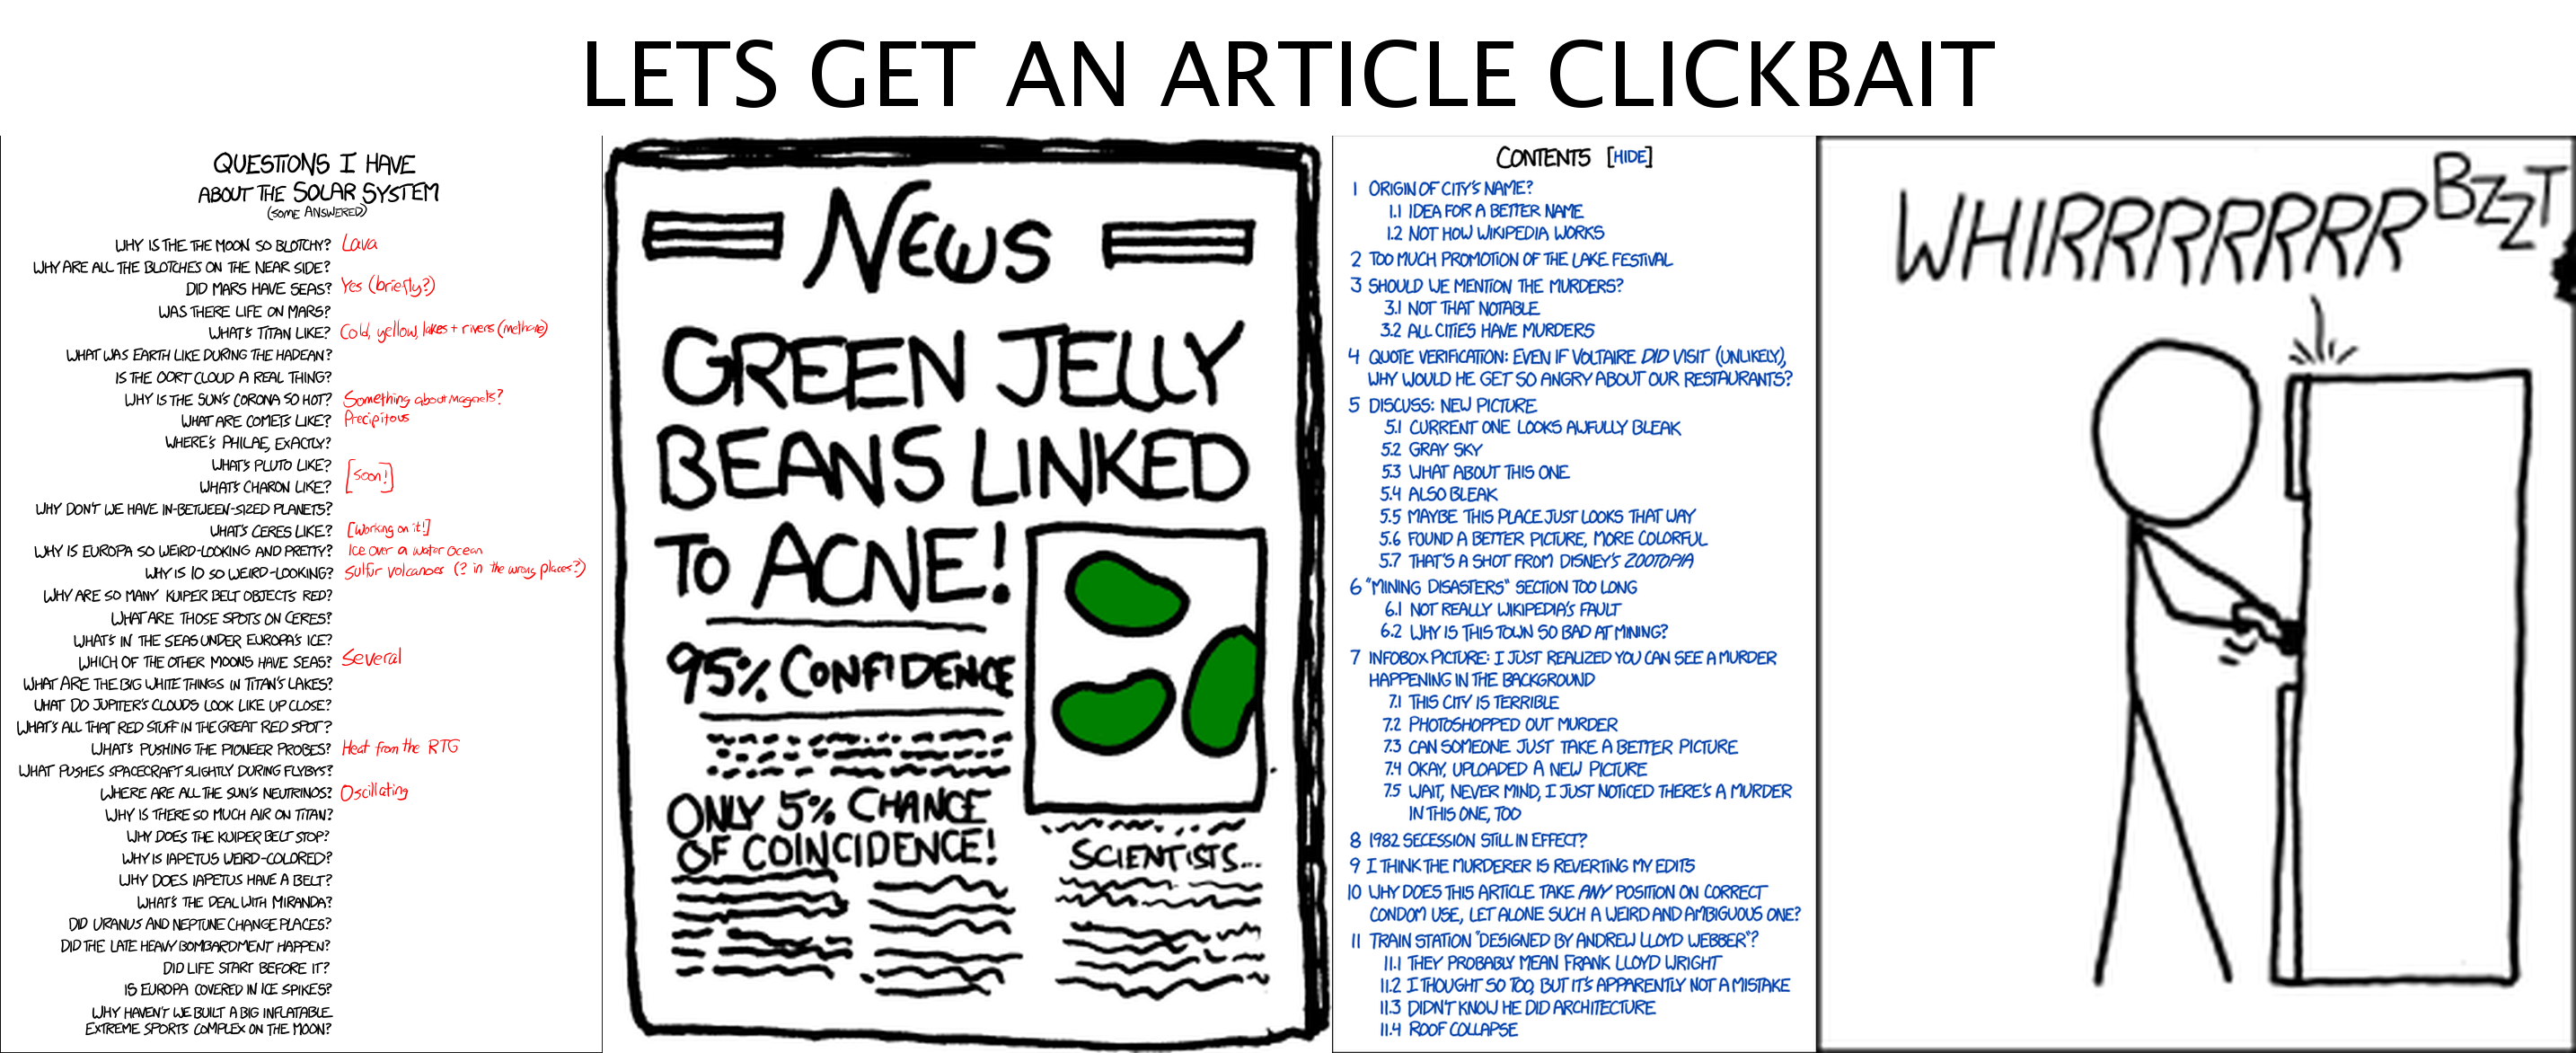 LETS GET AN ARTICLE CLICKBAIT
QUESTIONS I HAVE
ABOUT THE SOLAR SYSTEM
(SOME ANSWERED)
WHY IS THE THE MOON SO BLOTCHY? Lava
WHY ARE ALL THE BLOTCHES ON THE NEAR SIDE?
DID MARS HAVE SEAS? Yes (briefly?)
WAS THERE LIFE ON MARS?
WHAT'S TITAN LIKE? Cold, yellow, lakes + rivers (methane)
WHAT WAS EARTH LIKE DURING THE HADEAN?
IS THE OORT CLOUD A REAL THING?
WHY IS THE SUN'S CORONA SO HOT? Something about magnets?
WHAT ARE COMETS LIKE? Precipitous
WHERE'S PHILAE, EXACTLY?
WHAT'S PLUTO LIKE?
[Soon!]
WHAT'S CHARON LIKE?
WHY DON'T WE HAVE IN-BETWEEN-SIZED PLANETS?
WHAT'S CERES LIKE? [Working on it!]
WHY IS EUROPA SO WEIRD-LOOKING AND PRETTY? Ice over a water ocean
WHY IS IO SO WEIRD-LOOKING? Sulfur volcanoes (? in the wrong places?)
WHY ARE SO MANY KUIPER BELT OBJECTS RED?
WHAT ARE THOSE SPOTS ON CERES?
WHAT'S IN THE SEAS UNDER EUROPA'S ICE?
WHICH OF THE OTHER MOONS HAVE SEAS? Several
WHAT ARE THE BIG WHITE THINGS IN TITAN'S LAKES?
WHAT DO JUPITER'S CLOUDS LOOK LIKE UP CLOSE?
WHAT'S ALL THAT RED STUFF IN THE GREAT RED SPOT?
WHAT'S PUSHING THE PIONEER PROBES? Heat from the RTG
WHAT PUSHES SPACECRAFT SLIGHTLY DURING FLYBYS?
WHERE ARE ALL THE SUN'S NEUTRINOS? Oscillating
WHY IS THERE SO MUCH AIR ON TITAN?
WHY DOES THE KUIPER BELT STOP?
WHY IS IAPETUS WEIRD-COLORED?
WHY DOES IAPETUS HAVE A BELT?
WHAT'S THE DEAL WITH MIRANDA?
DID URANUS AND NEPTUNE CHANGE PLACES?
DID THE LATE HEAVY BOMBARDMENT HAPPEN?
DID LIFE START BEFORE IT?
IS EUROPA COVERED IN ICE SPIKES?
WHY HAVEN'T WE BUILT A BIG INFLATABLE
EXTREME SPORTS COMPLEX ON THE MOON?
NEWS
GREEN JELLY
BEANS LINKED
TO ACNE!
95% CONFIDENCE
ONLY 5% CHANCE
OF COINCIDENCE!
SCIENTISTS...
CONTENTS [HIDE]
1 ORIGIN OF CITY'S NAME?
1.1 IDEA FOR A BETTER NAME
1.2 NOT HOW WIKIPEDIA WORKS
2 TOO MUCH PROMOTION OF THE LAKE FESTIVAL
3 SHOULD WE MENTION THE MURDERS?
3.1 NOT THAT NOTABLE
3.2 ALL CITIES HAVE MURDERS
4 QUOTE VERIFICATION: EVEN IF VOLTAIRE DID VISIT (UNLIKELY),
WHY WOULD HE GET SO ANGRY ABOUT OUR RESTAURANTS?
5 DISCUSS: NEW PICTURE
5.1 CURRENT ONE LOOKS AWFULLY BLEAK
5.2 GRAY SKY
5.3 WHAT ABOUT THIS ONE
5.4 ALSO BLEAK
5.5 MAYBE THIS PLACE JUST LOOKS THAT WAY
5.6 FOUND A BETTER PICTURE, MORE COLORFUL
5.7 THAT'S A SHOT FROM DISNEY'S ZOOTOPIA
6 "MINING DISASTERS" SECTION TOO LONG
6.1 NOT REALLY WIKIPEDIA'S FAULT
6.2 WHY IS THIS TOWN SO BAD AT MINING?
7 INFOBOX PICTURE: I JUST REALIZED YOU CAN SEE A MURDER
HAPPENING IN THE BACKGROUND
7.1 THIS CITY IS TERRIBLE
7.2 PHOTOSHOPPED OUT MURDER
7.3 CAN SOMEONE JUST TAKE A BETTER PICTURE
7.4 OKAY, UPLOADED A NEW PICTURE
7.5 WAIT, NEVER MIND, I JUST NOTICED THERE'S A MURDER
IN THIS ONE, TOO
8 1982 SECESSION STILL IN EFFECT?
9 I THINK THE MURDERER IS REVERTING MY EDITS
10 WHY DOES THIS ARTICLE TAKE ANY POSITION ON CORRECT
CONDOM USE, LET ALONE SUCH A WEIRD AND AMBIGUOUS ONE?
11 TRAIN STATION "DESIGNED BY ANDREW LLOYD WEBBER"?
11.1 THEY PROBABLY MEAN FRANK LLOYD WRIGHT
11.2 I THOUGHT SO TOO, BUT IT'S APPARENTLY NOT A MISTAKE
11.3 DIDN'T KNOW HE DID ARCHITECTURE
11.4 ROOF COLLAPSE
WHIRRRRRRRR
BZZT